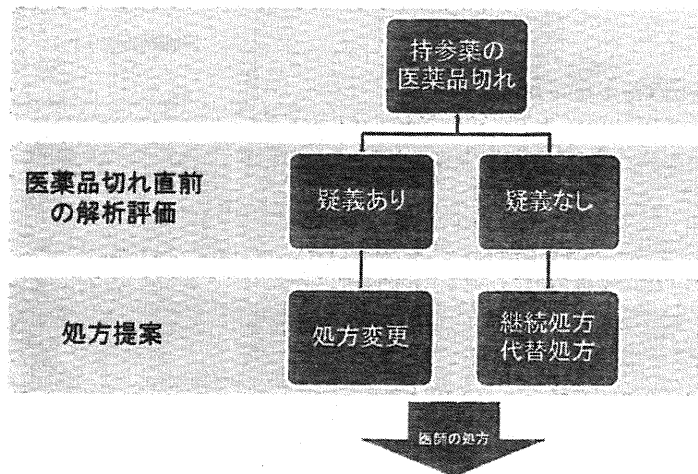 持参薬の
医薬品切れ
医薬品切れ直前
の解析評価
疑義あり
疑義なし
処方提案
処方変更
継続処方
代替処方
医師の処方